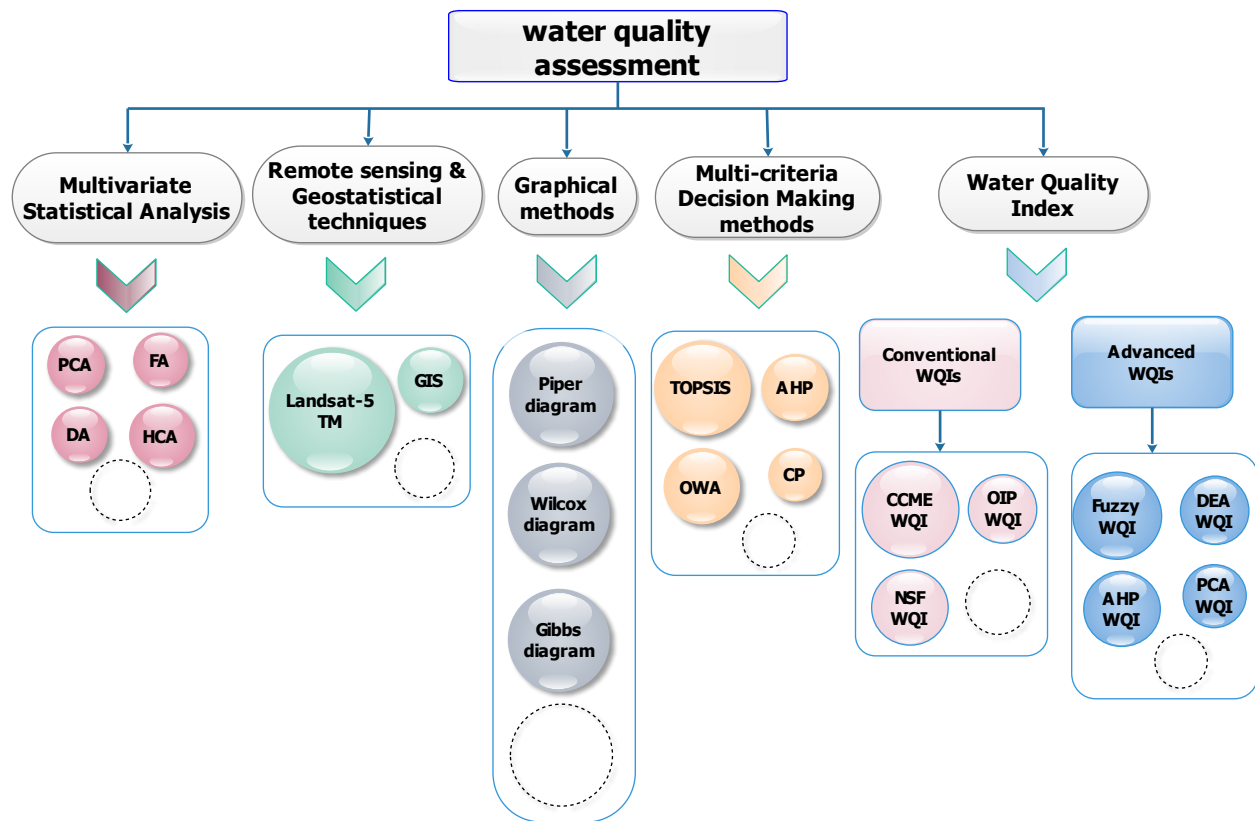 water quality
assessment
Multivariate
Statistical Analysis
Remote sensing &
Geostatistical
techniques
Graphical
methods
Multi-criteria
Decision Making
methods
Water Quality
Index
PCA
FA
DA
HCA
Landsat-5
TM
GIS
Piper
diagram
Wilcox
diagram
Gibbs
diagram
TOPSIS
AHP
OWA
CP
Conventional
WQIs
CCME
WQI
OIP
WQI
NSF
WQI
Advanced
WQIs
Fuzzy
WQI
DEA
WQI
AHP
WQI
PCA
WQI